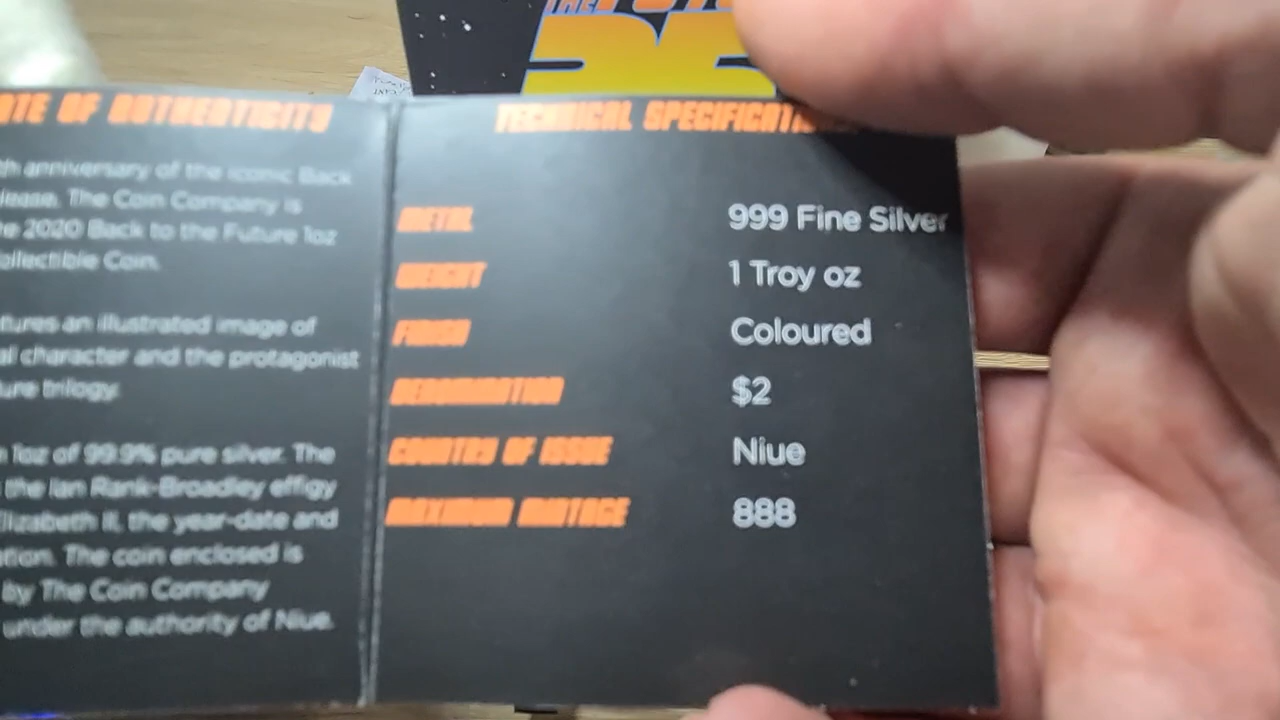 THE
ATE OF AUTHENTICITY
th anniversary of the iconic Back
lease. The Coin Company is
e 2020 Back to the Future 1oz
ollectible Coin.
tures an illustrated image of
al character and the protagonist
ure trilogy.
1oz of 99.9% pure silver. The
the Ian Rank-Broadley effigy
Elizabeth II, the year-date and
ation. The coin enclosed is
by The Coin Company
under the authority of Niue.
TECHNICAL SPECIFICATI
METAL 999 Fine Silver
WEIGHT 1 Troy oz
FINISH Coloured
DENOMINATION $2
COUNTRY OF ISSUE Niue
MAXIMUM MINTAGE 888